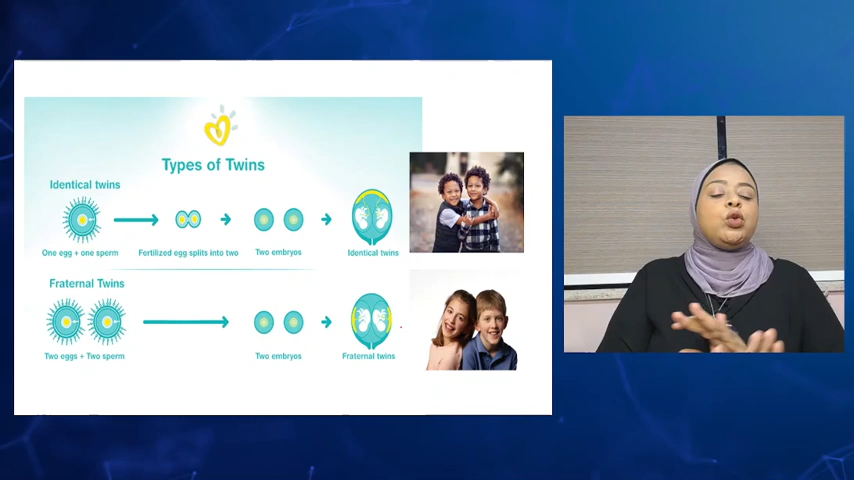 Types of Twins
Identical twins
One egg + one sperm
Fertilized egg splits into two
Two embryos
Identical twins
Fraternal Twins
Two eggs + Two sperm
Two embryos
Fraternal twins